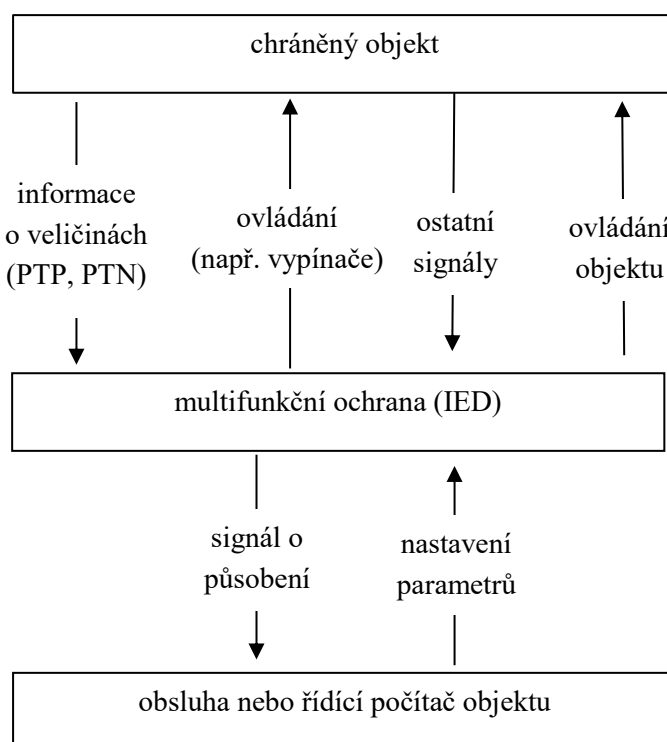 chráněný objekt
informace
o veličinách
(PTP, PTN)
ovládání
(např. vypínače)
ostatní
signály
ovládání
objektu
multifunkční ochrana (IED)
signál o
působení
nastavení
parametrů
obsluha nebo řídící počítač objektu